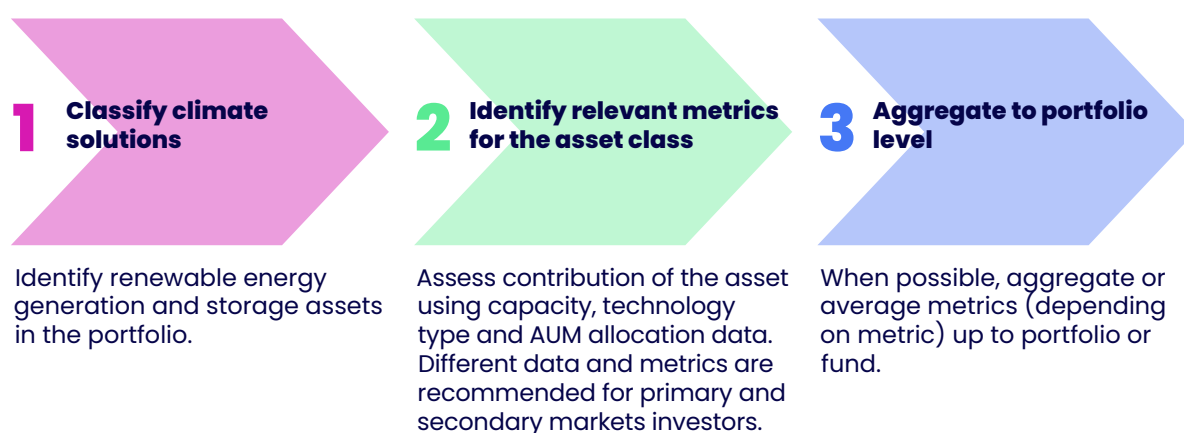 1
Classify climate
solutions
Identify renewable energy
generation and storage assets
in the portfolio.
2
Identify relevant metrics
for the asset class
Assess contribution of the asset
using capacity, technology
type and AUM allocation data.
Different data and metrics are
recommended for primary and
secondary markets investors.
3
Aggregate to portfolio
level
When possible, aggregate or
average metrics (depending
on metric) up to portfolio or
fund.